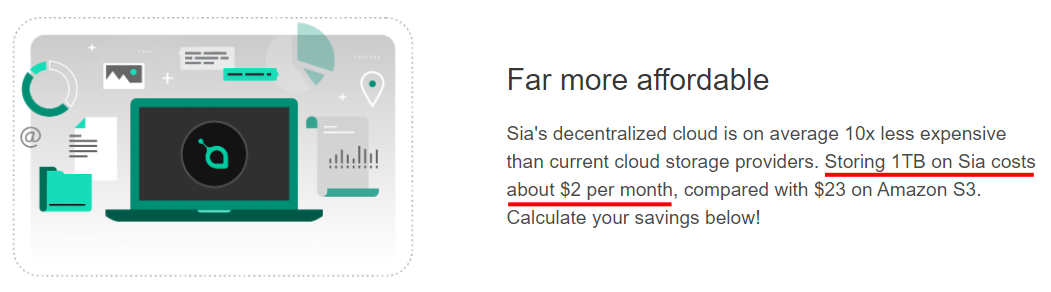 @
Far more affordable
Sia's decentralized cloud is on average 10x less expensive
than current cloud storage providers. Storing 1TB on Sia costs
about $2 per month, compared with $23 on Amazon S3.
Calculate your savings below!